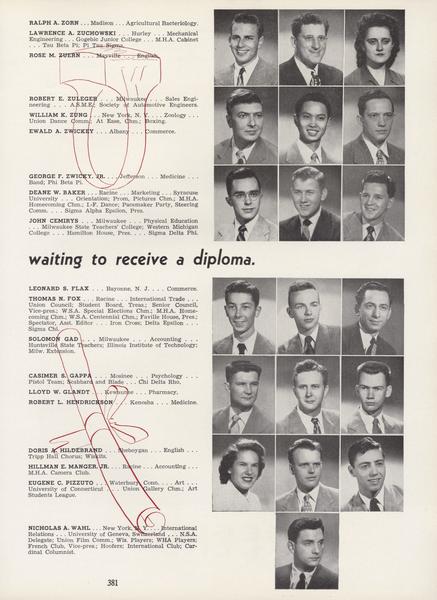 RALPH A. ZORN . . . Madison . . . Agricultural Bacteriology.
LAWRENCE A. ZUCHOWSKI . . . Hurley . . . Mechanical
Engineering . . . Gogebic Junior College . . . M.H.A. Cabinet
. . . Tau Beta Pi; Pi Tau Sigma.
ROSE M. ZUERN . . . Mayville . . . English.
ROBERT E. ZULEGER . . . Milwaukee . . . Sales Engi-
neering . . . A.S.M.E.; Society of Automotive Engineers.
WILLIAM K. ZUNG . . . New York, N. Y. . . . Zoology . . .
Union Dance Comm.; At Ease, Chm.; Boxing.
EWALD A. ZWICKEY . . . Albany . . . Commerce.
GEORGE F. ZWICKY, JR. . . . Jefferson . . . Medicine . . .
Band; Phi Beta Pi.
DEANE W. BAKER . . . Racine . . . Marketing . . . Syracuse
University . . . Orientation; Prom, Pictures Chm.; M.H.A.
Homecoming Chm.; I.-F. Dance; Pacemaker Party, Steering
Comm. . . . Sigma Alpha Epsilon, Pres.
JOHN CEMIRYS . . . Milwaukee . . . Physical Education
. . . Milwaukee State Teachers' College; Western Michigan
College . . . Hamilton House, Pres. . . . Sigma Delta Phi.
waiting to receive a diploma.
LEONARD S. FLAX . . . Bayonne, N. J. . . . Commerce.
THOMAS N. FOX . . . Racine . . . International Trade . . .
Union Council; Student Board, Treas.; Senior Council,
Vice-pres.; W.S.A. Special Elections Chm.; M.H.A. Home-
coming Chm.; W.S.A. Centennial Chm.; Faville House, Pres.;
Spectator, Asst. Editor . . . Iron Cross; Delta Epsilon . . .
Sigma Chi.
SOLOMON GAD . . . Milwaukee . . . Accounting . . .
Huntsville State Teachers; Illinois Institute of Technology;
Milw. Extension.
CASIMER S. GAPPA . . . Mosinee . . . Psychology . . .
Pistol Team; Scabbard and Blade . . . Chi Delta Rho.
LLOYD W. GLANDT . . . Kewaunee . . . Pharmacy.
ROBERT L. HENDRICKSON . . . Kenosha . . . Medicine.
DORIS A. HILDEBRAND . . . Sheboygan . . . English . . .
Tripp Hall Chorus; Wiskits.
HILLMAN E. MANGER, JR. . . . Racine . . . Accounting . . .
M.H.A. Camera Club.
EUGENE C. PIZZUTO . . . Waterbury, Conn. . . . Art . . .
University of Connecticut . . . Union Gallery Chm.; Art
Students League.
NICHOLAS A. WAHL . . . New York, N. Y. . . . International
Relations . . . University of Geneva, Switzerland . . . N.S.A.
Delegate; Union Film Comm.; Wis. Players; WHA Players;
French Club, Vice-pres.; Hoofers; International Club; Car-
dinal Columnist.
381